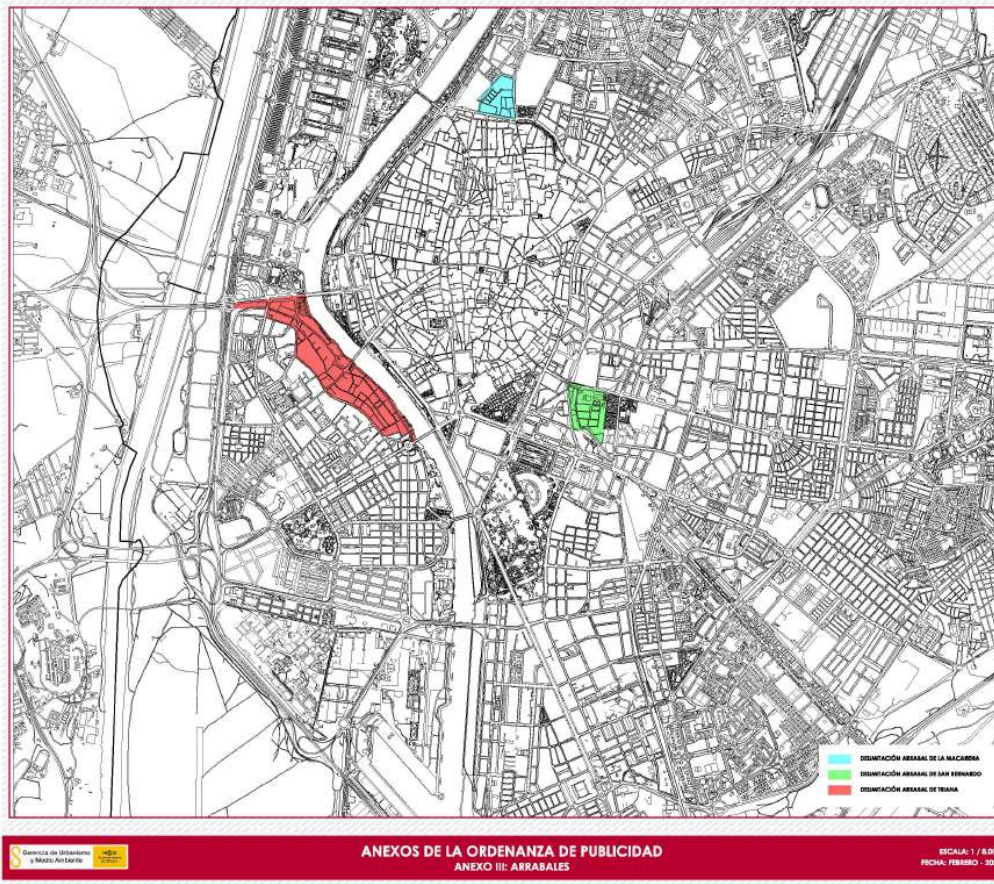 DELIMITACIÓN ARRABAL DE LA MACARENA
DELIMITACIÓN ARRABAL DE SAN BERNARDO
DELIMITACIÓN ARRABAL DE TRIANA
Gerencia de Urbanismo
y Medio Ambiente
ANEXOS DE LA ORDENANZA DE PUBLICIDAD
ANEXO III: ARRABALES
ESCALA: 1 / 8.00
FECHA: FEBRERO - 20